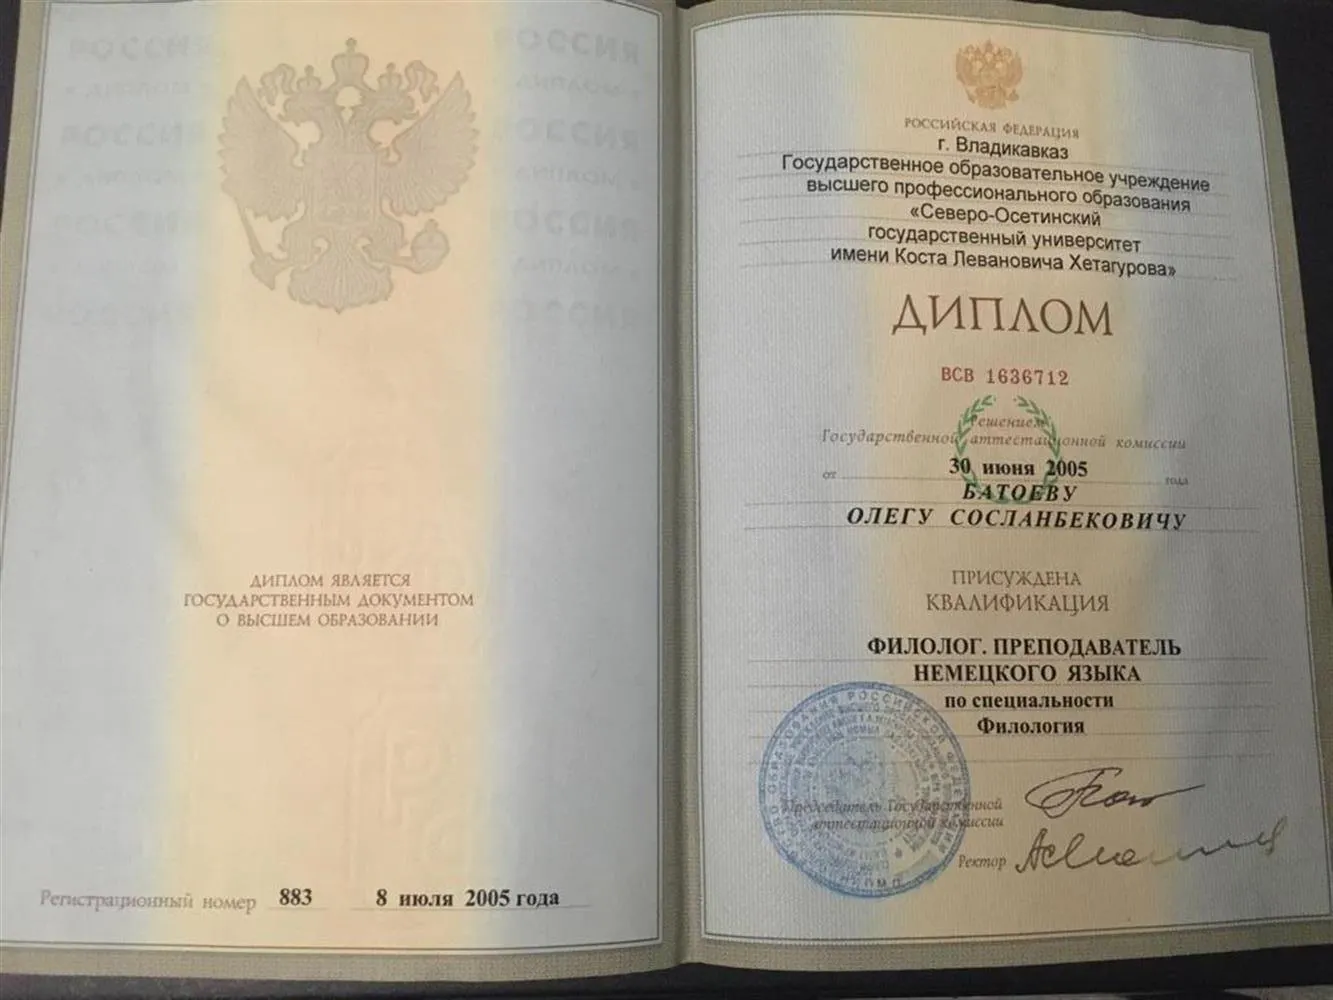 ДИПЛОМ ЯВЛЯЕТСЯ
ГОСУДАРСТВЕННЫМ ДОКУМЕНТОМ
О ВЫСШЕМ ОБРАЗОВАНИИ
Регистрационный номер 883 8 июля 2005 года
РОССИЙСКАЯ ФЕДЕРАЦИЯ
г. Владикавказ
Государственное образовательное учреждение
высшего профессионального образования
«Северо-Осетинский
государственный университет
имени Коста Левановича Хетагурова»
ДИПЛОМ
ВСВ 1636712
Решением
Государственной аттестационной комиссии
от 30 июня 2005 года
БАТОЕВУ
ОЛЕГУ СОСЛАНБЕКОВИЧУ
ПРИСУЖДЕНА
КВАЛИФИКАЦИЯ
ФИЛОЛОГ. ПРЕПОДАВАТЕЛЬ
НЕМЕЦКОГО ЯЗЫКА
по специальности
Филология
Председатель Государственной
аттестационной комиссии
Ректор